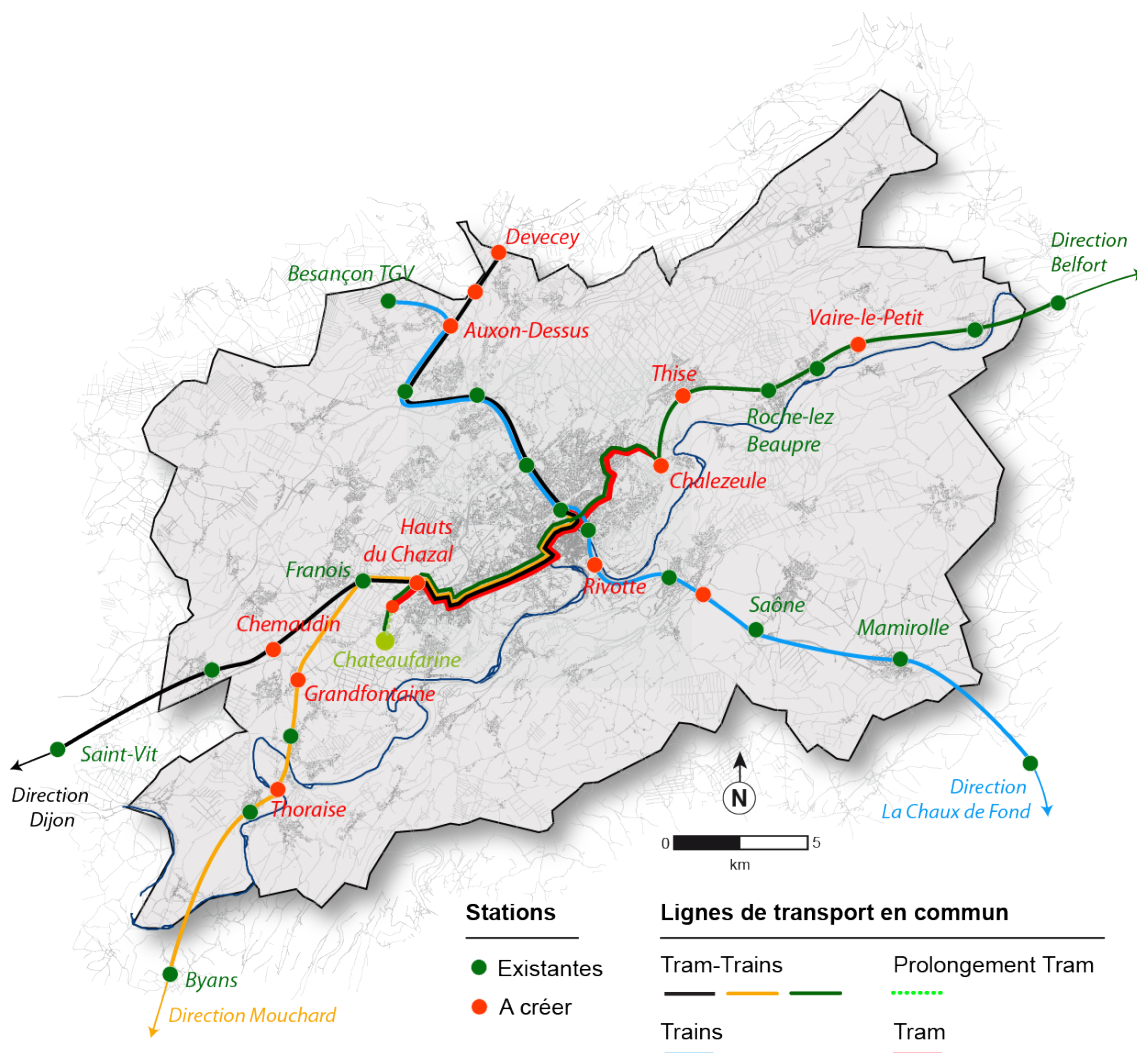 Devecey
Direction
Belfort
Besançon TGV
Auxon-Dessus
Vaire-le-Petit
Thise
Roche-lez
Beaupre
Chalezeule
Hauts
du Chazal
Franois
Rivotte
Saône
Chemaudin
Mamirolle
Chateaufarine
Grandfontaine
Saint-Vit
Direction
Dijon
Thoraise
N
Direction
La Chaux de Fond
0 5
km
Byans
Direction Mouchard
Stations
Existantes
A créer
Lignes de transport en commun
Tram-Trains
Prolongement Tram
Trains
Tram